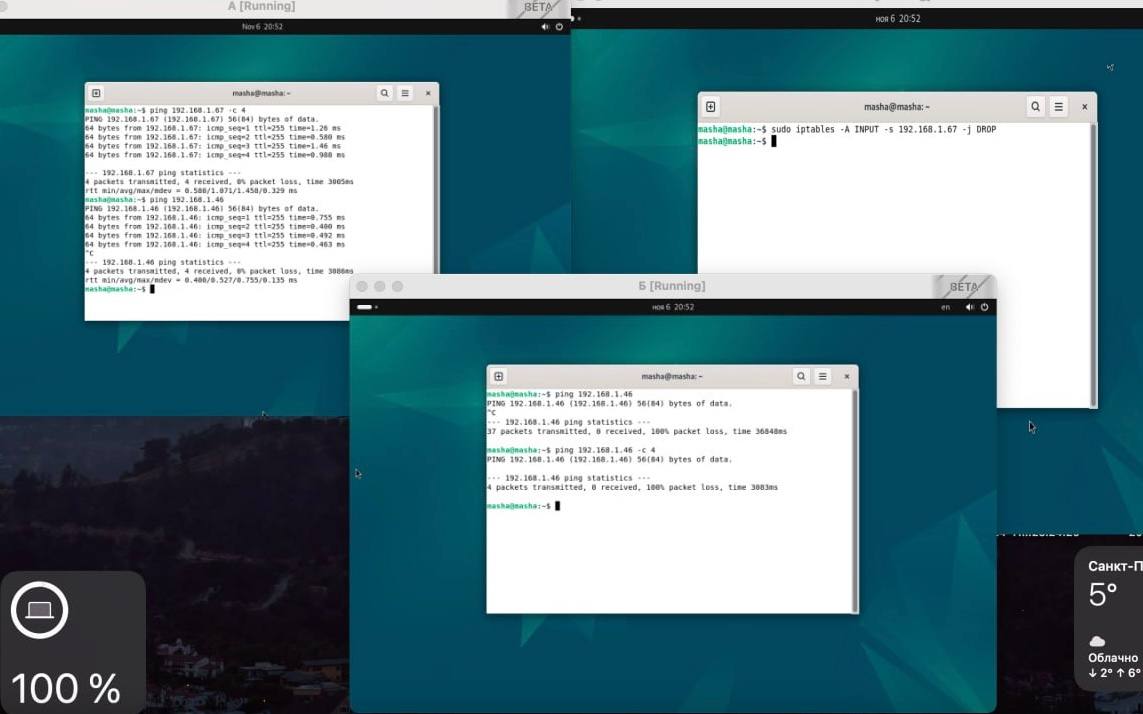 A [Running]
BETA
Nov 6 20:52
masha@masha: ~
masha@masha:~$ ping 192.168.1.67 -c 4
PING 192.168.1.67 (192.168.1.67) 56(84) bytes of data.
64 bytes from 192.168.1.67: icmp_seq=1 ttl=255 time=1.26 ms
64 bytes from 192.168.1.67: icmp_seq=2 ttl=255 time=0.580 ms
64 bytes from 192.168.1.67: icmp_seq=3 ttl=255 time=1.46 ms
64 bytes from 192.168.1.67: icmp_seq=4 ttl=255 time=0.980 ms
--- 192.168.1.67 ping statistics ---
4 packets transmitted, 4 received, 0% packet loss, time 3005ms
rtt min/avg/max/mdev = 0.580/1.071/1.458/0.329 ms
masha@masha:~$ ping 192.168.1.46
PING 192.168.1.46 (192.168.1.46) 56(84) bytes of data.
64 bytes from 192.168.1.46: icmp_seq=1 ttl=255 time=0.755 ms
64 bytes from 192.168.1.46: icmp_seq=2 ttl=255 time=0.400 ms
64 bytes from 192.168.1.46: icmp_seq=3 ttl=255 time=0.492 ms
64 bytes from 192.168.1.46: icmp_seq=4 ttl=255 time=0.463 ms
^C
--- 192.168.1.46 ping statistics ---
4 packets transmitted, 4 received, 0% packet loss, time 3086ms
rtt min/avg/max/mdev = 0.400/0.527/0.755/0.135 ms
masha@masha:~$
ноя 6 20:52
masha@masha: ~
masha@masha:~$ sudo iptables -A INPUT -s 192.168.1.67 -j DROP
masha@masha:~$
Б [Running]
BETA
ноя 6 20:52
en
masha@masha: ~
masha@masha:~$ ping 192.168.1.46
PING 192.168.1.46 (192.168.1.46) 56(84) bytes of data.
^C
--- 192.168.1.46 ping statistics ---
37 packets transmitted, 0 received, 100% packet loss, time 36848ms
masha@masha:~$ ping 192.168.1.46 -c 4
PING 192.168.1.46 (192.168.1.46) 56(84) bytes of data.
--- 192.168.1.46 ping statistics ---
4 packets transmitted, 0 received, 100% packet loss, time 3083ms
masha@masha:~$
100 %
Санкт-П
5°
Облачно
↓ 2° ↑ 6°